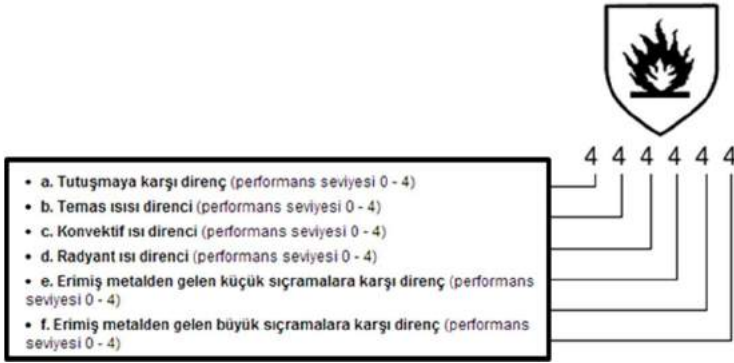 4 4 4 4 4 4
• a. Tutuşmaya karşı direnç (performans seviyesi 0 - 4)
• b. Temas ısısı direnci (performans seviyesi 0 - 4)
• c. Konvektif ısı direnci (performans seviyesi 0 - 4)
• d. Radyant ısı direnci (performans seviyesi 0 - 4)
• e. Erimiş metalden gelen küçük sıçramalara karşı direnç (performans
seviyesi 0 - 4)
• f. Erimiş metalden gelen büyük sıçramalara karşı direnç (performans
seviyesi 0 - 4)